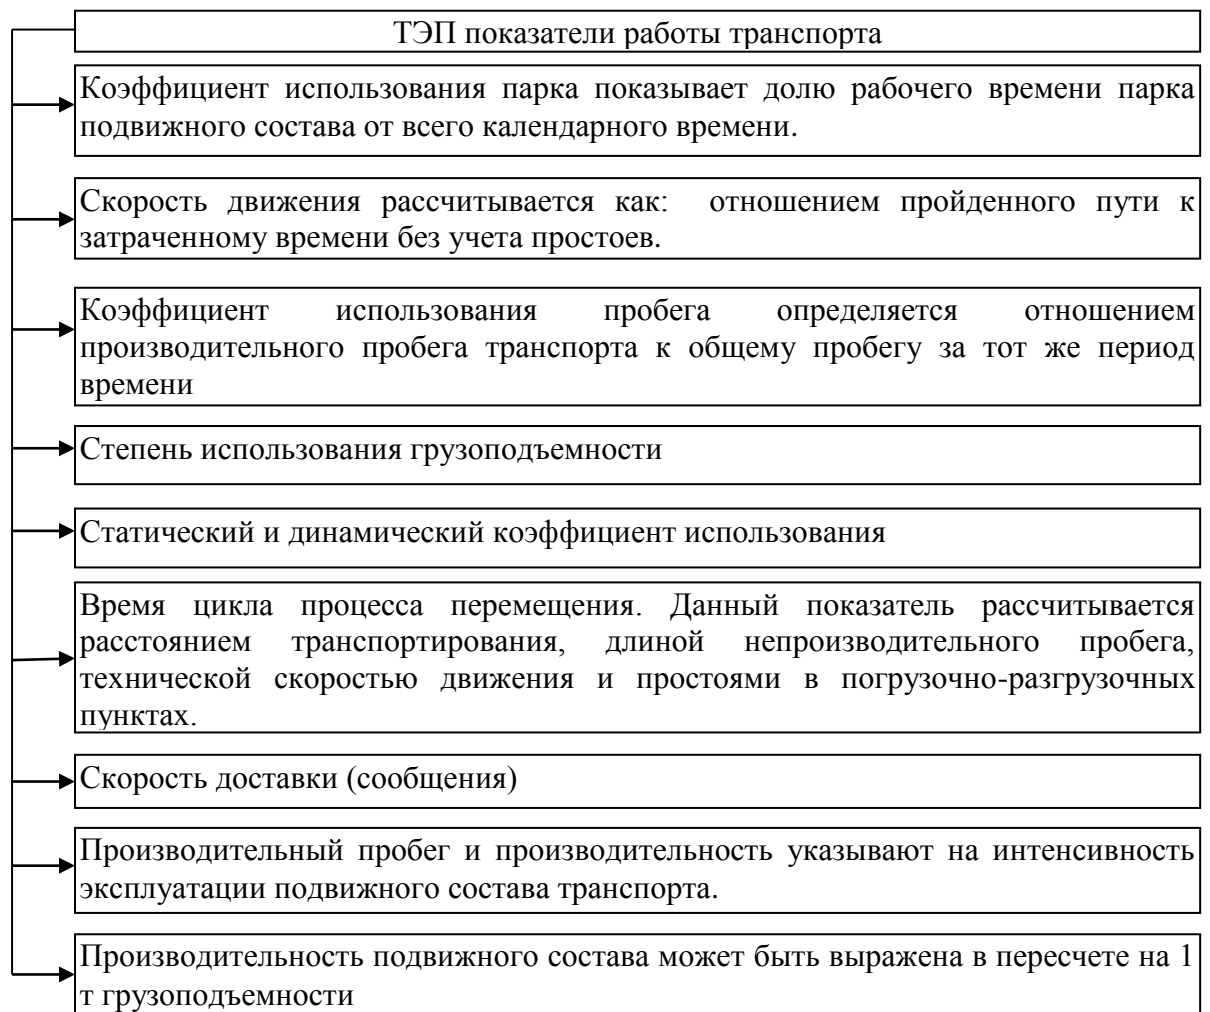 ТЭП показатели работы транспорта
Коэффициент использования парка показывает долю рабочего времени парка
подвижного состава от всего календарного времени.
Скорость движения рассчитывается как: отношением пройденного пути к
затраченному времени без учета простоев.
Коэффициент использования пробега определяется отношением
производительного пробега транспорта к общему пробегу за тот же период
времени
Степень использования грузоподъемности
Статический и динамический коэффициент использования
Время цикла процесса перемещения. Данный показатель рассчитывается
расстоянием транспортирования, длиной непроизводительного пробега,
технической скоростью движения и простоями в погрузочно-разгрузочных
пунктах.
Скорость доставки (сообщения)
Производительный пробег и производительность указывают на интенсивность
эксплуатации подвижного состава транспорта.
Производительность подвижного состава может быть выражена в пересчете на 1
т грузоподъемности